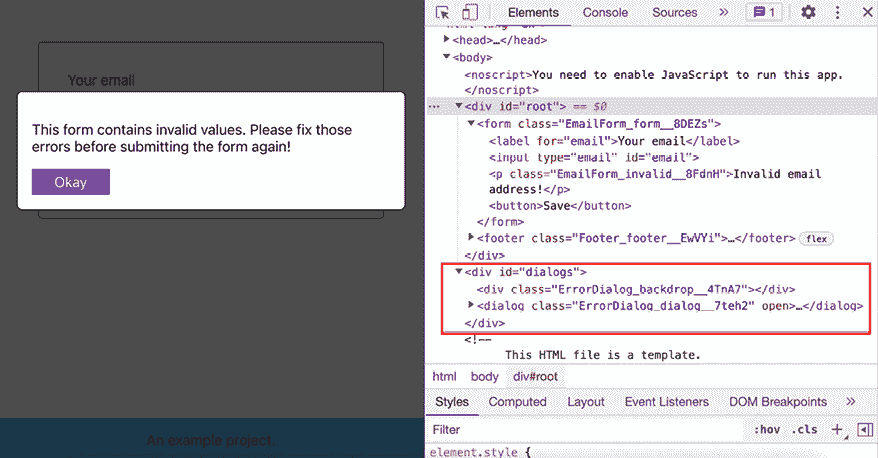 Your email
This form contains invalid values. Please fix those
errors before submitting the form again!
Okay
An example project.
Elements Console Sources » 1
<head>…</head>
<body>
<noscript>You need to enable JavaScript to run this app.
</noscript>
… <div id="root"> == $0
<form class="EmailForm_form__8DEZs">
<label for="email">Your email</label>
<input type="email" id="email">
<p class="EmailForm_invalid__8FdnH">Invalid email
address!</p>
<button>Save</button>
</form>
<footer class="Footer_footer__EwVYi">…</footer> flex
</div>
<div id="dialogs">
<div class="ErrorDialog_backdrop__4TnA7"></div>
<dialog class="ErrorDialog_dialog__7teh2" open>…</dialog>
</div>
<!--
This HTML file is a template.
html body div#root
Styles Computed Layout Event Listeners DOM Breakpoints »
Filter :hov .cls +
element.style {